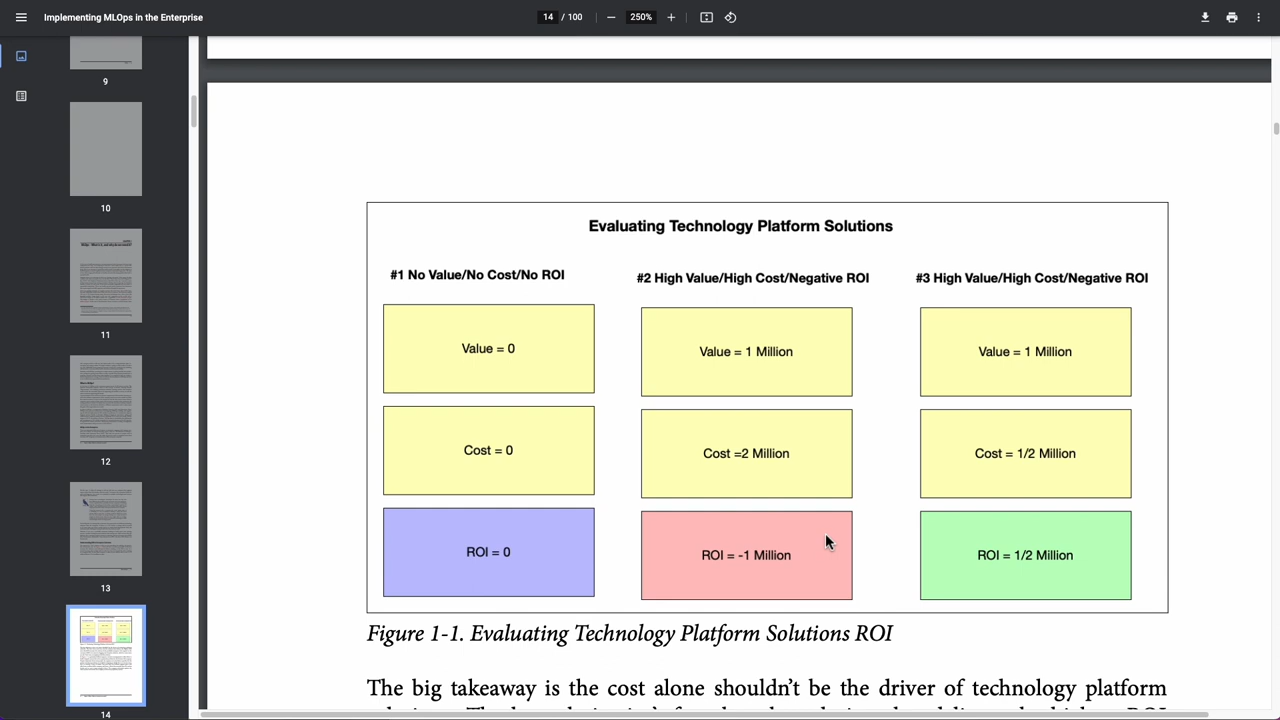 Implementing MLOps in the Enterprise
14 / 100
250%
9
10
11
12
13
14
Evaluating Technology Platform Solutions
#1 No Value/No Cost/No ROI
#2 High Value/High Cost/Negative ROI
#3 High Value/High Cost/Negative ROI
Value = 0
Value = 1 Million
Value = 1 Million
Cost = 0
Cost =2 Million
Cost = 1/2 Million
ROI = 0
ROI = -1 Million
ROI = 1/2 Million
Figure 1-1. Evaluating Technology Platform Solutions ROI
The big takeaway is the cost alone shouldn't be the driver of technology platform